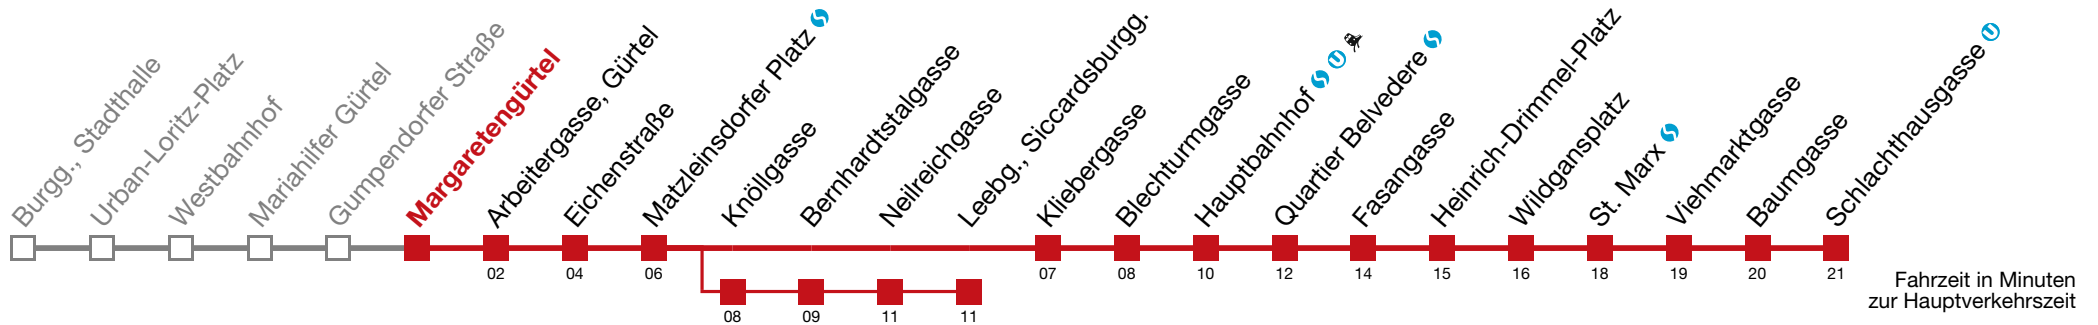 Burgg., Stadthalle
Urban-Loritz-Platz
Westbahnhof
Mariahilfer Gürtel
Gumpendorfer Straße
Margaretengürtel
Arbeitergasse, Gürtel
Eichenstraße
Matzleinsdorfer Platz S
Knöllgasse
Bernhardtstalgasse
Neilreichgasse
Leebg., Siccardsburgg.
Kliebergasse
Blechturmgasse
Hauptbahnhof S U
Quartier Belvedere S
Fasangasse
Heinrich-Drimmel-Platz
Wildgansplatz
St. Marx S
Viehmarktgasse
Baumgasse
Schlachthausgasse U
02 04 06 07 08 10 12 14 15 16 18 19 20 21
08 09 11 11
Fahrzeit in Minuten
zur Hauptverkehrszeit